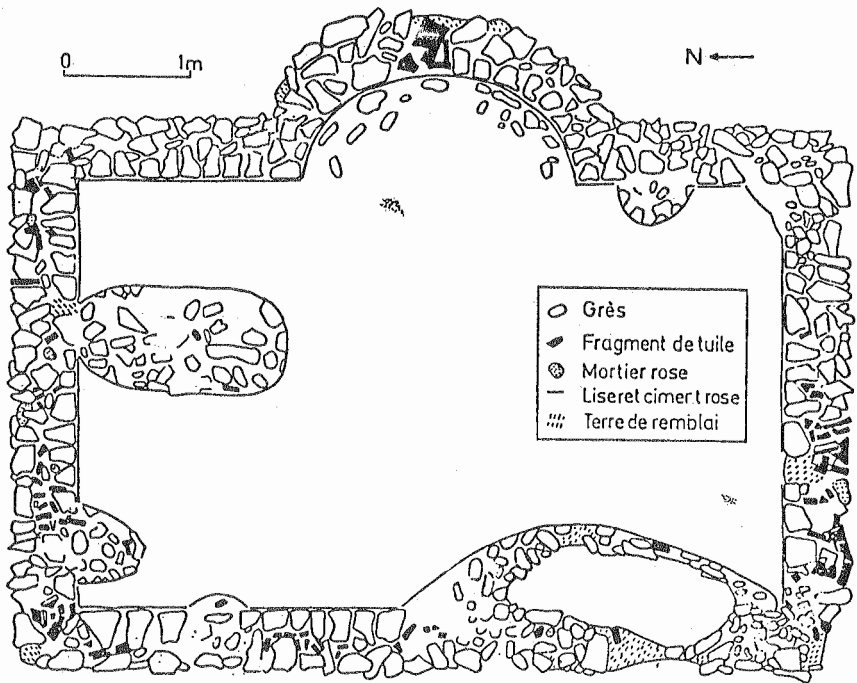 0 1m
N
Grès
Fragment de tuile
Mortier rose
Liseret ciment rose
Terre de remblai